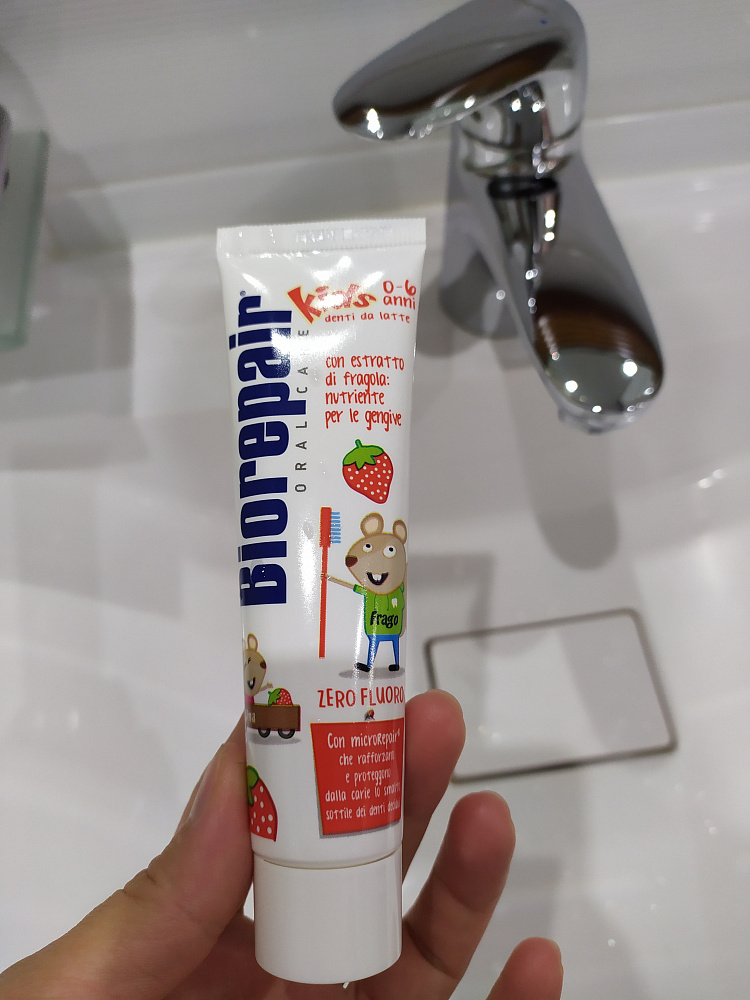 Biorepair
ORAL CARE
Kids
0-6
anni
denti da latte
con estratto
di fragola:
nutriente
per le gengive
Frago
ZERO FLUORO
Con microRepair®
che rafforzano
e proteggono
dalla carie lo smalto
sottile dei denti